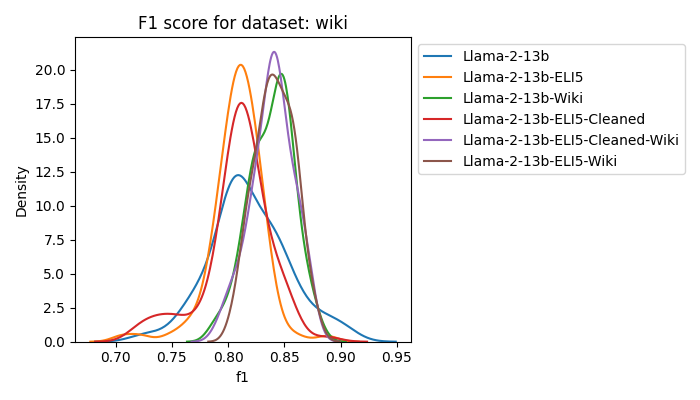 F1 score for dataset: wiki
Llama-2-13b
Llama-2-13b-ELI5
Llama-2-13b-Wiki
Llama-2-13b-ELI5-Cleaned
Llama-2-13b-ELI5-Cleaned-Wiki
Llama-2-13b-ELI5-Wiki
Density
20.0
17.5
15.0
12.5
10.0
7.5
5.0
2.5
0.0
0.70 0.75 0.80 0.85 0.90 0.95
f1